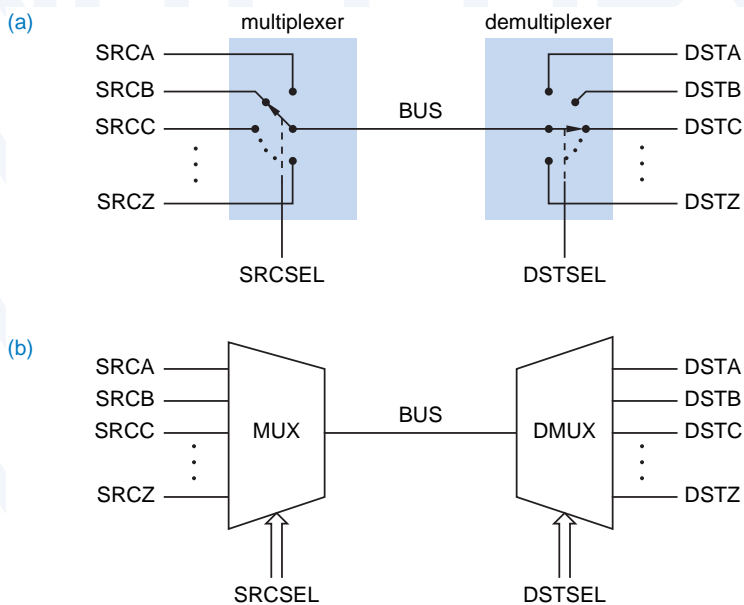 (a)
multiplexer
demultiplexer
SRCA
DSTA
SRCB
DSTB
BUS
SRCC
DSTC
SRCZ
DSTZ
SRCSEL
DSTSEL
(b)
SRCA
DSTA
SRCB
DSTB
BUS
SRCC
MUX
DMUX
DSTC
SRCZ
DSTZ
SRCSEL
DSTSEL